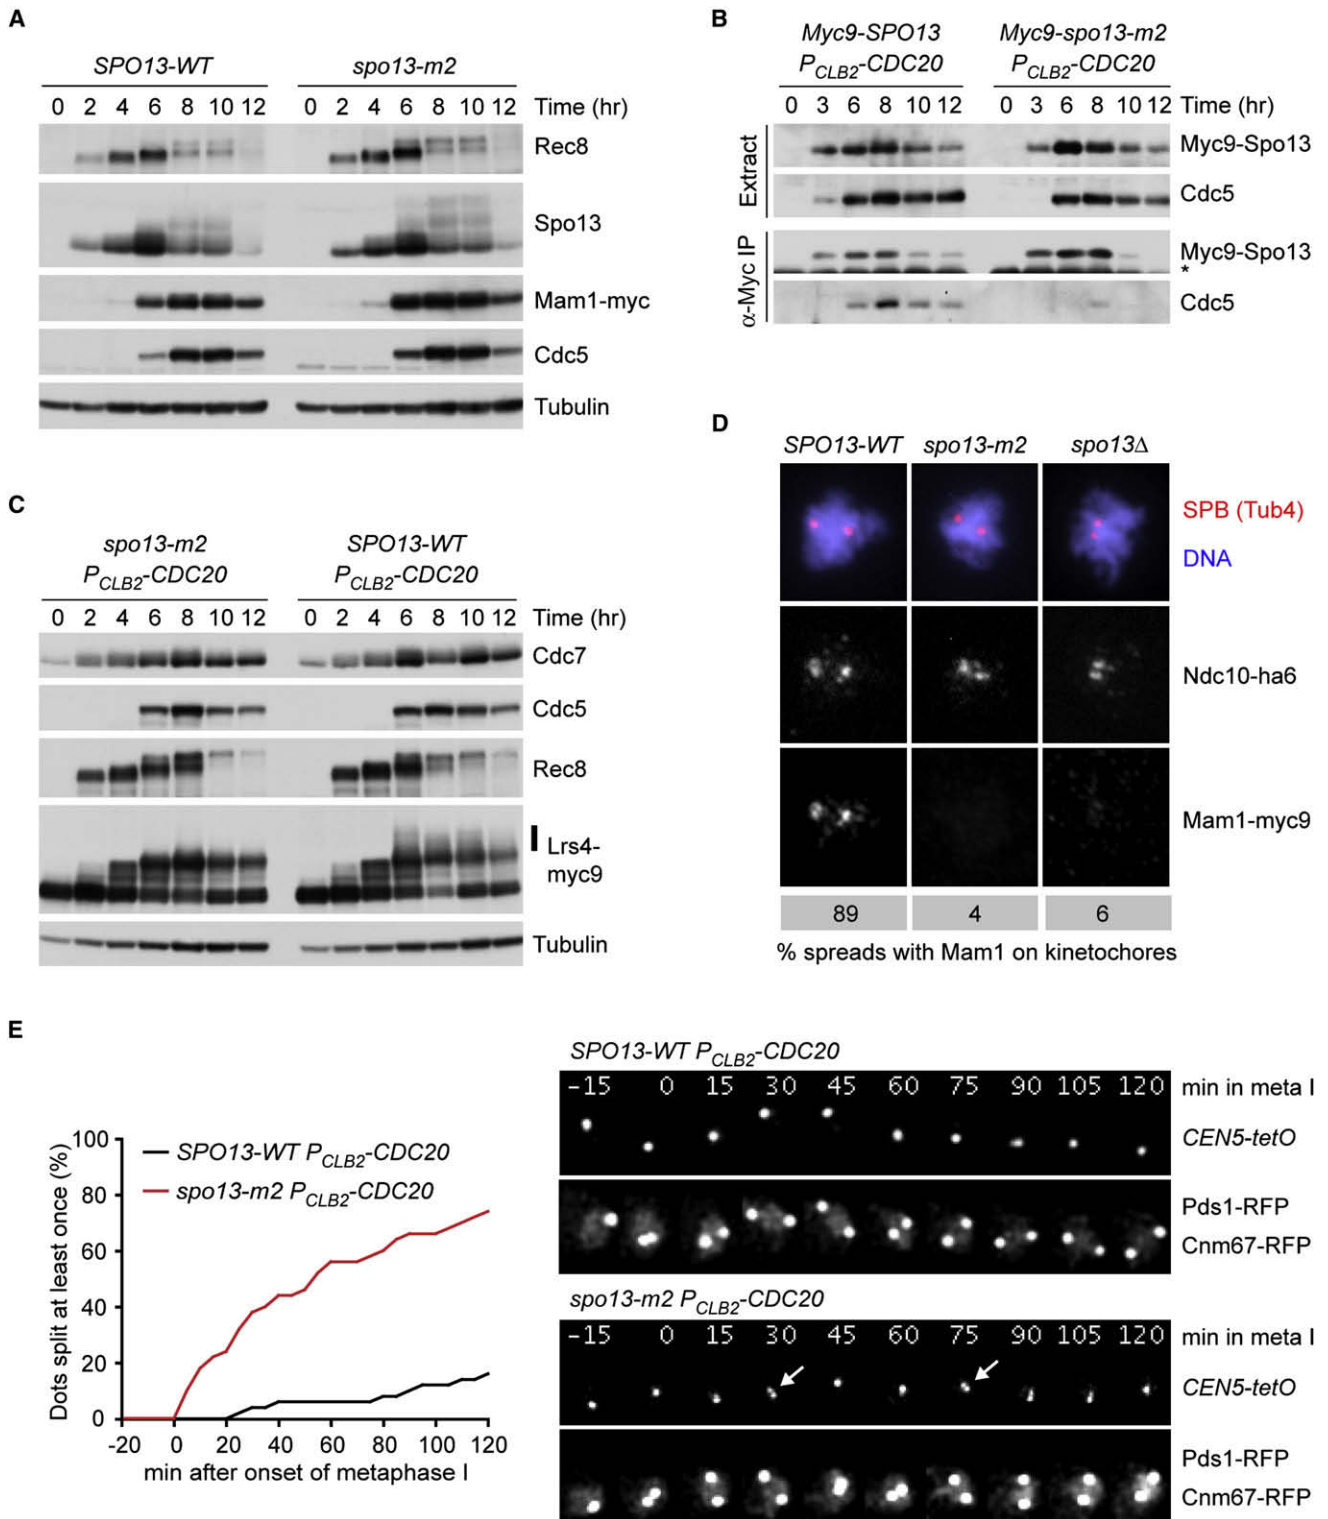 A
SPO13-WT spo13-m2
0 2 4 6 8 10 12 0 2 4 6 8 10 12 Time (hr)
Rec8
Spo13
Mam1-myc
Cdc5
Tubulin
B
Myc9-SPO13 Myc9-spo13-m2
PCLB2-CDC20 PCLB2-CDC20
0 3 6 8 10 12 0 3 6 8 10 12 Time (hr)
Extract
Myc9-Spo13
Cdc5
α-Myc IP
Myc9-Spo13
*
Cdc5
C
spo13-m2 SPO13-WT
PCLB2-CDC20 PCLB2-CDC20
0 2 4 6 8 10 12 0 2 4 6 8 10 12 Time (hr)
Cdc7
Cdc5
Rec8
Lrs4-
myc9
Tubulin
D
SPO13-WT spo13-m2 spo13Δ
SPB (Tub4)
DNA
Ndc10-ha6
Mam1-myc9
89 4 6
% spreads with Mam1 on kinetochores
E
Dots split at least once (%)
100
80
60
40
20
0
-20 0 20 40 60 80 100 120
min after onset of metaphase I
SPO13-WT PCLB2-CDC20
spo13-m2 PCLB2-CDC20
SPO13-WT PCLB2-CDC20
-15 0 15 30 45 60 75 90 105 120 min in meta I
CEN5-tetO
Pds1-RFP
Cnm67-RFP
spo13-m2 PCLB2-CDC20
-15 0 15 30 45 60 75 90 105 120 min in meta I
CEN5-tetO
Pds1-RFP
Cnm67-RFP